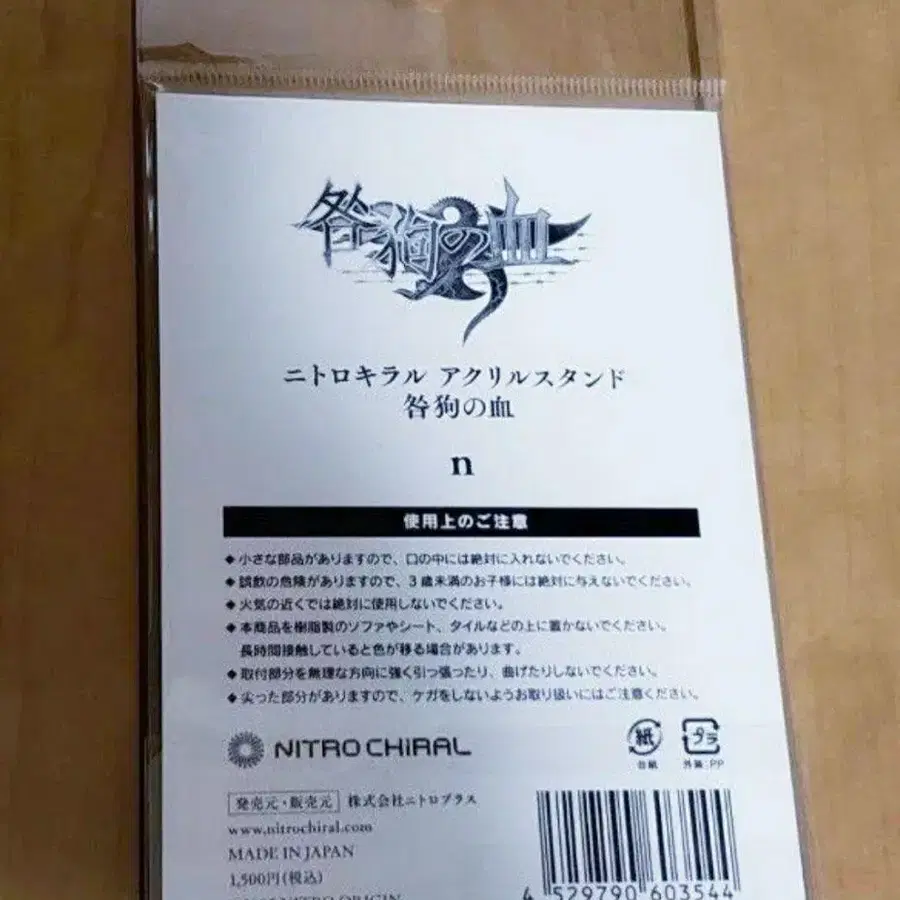 咎狗の血
ニトロキラル アクリルスタンド
咎狗の血
n
使用上のご注意
◆小さな部品がありますので、口の中には絶対に入れないでください。
◆誤飲の危険がありますので、3歳未満のお子様には絶対に与えないでください。
◆火気の近くでは絶対に使用しないでください。
◆本商品を樹脂製のソファやシート、タイルなどの上に置かないでください。
長時間接触していると色が移る場合があります。
◆取付部分を無理な方向に強く引っ張ったり、曲げたりしないでください。
◆尖った部分がありますので、ケガをしないようお取り扱いにはご注意ください。
NITRO CHiRAL
紙
台紙
プラ
外装:PP
発売元・販売元 株式会社ニトロプラス
www.nitrochiral.com
MADE IN JAPAN
1,500円(税込)
NITRO ORIGIN
4 529790 603544